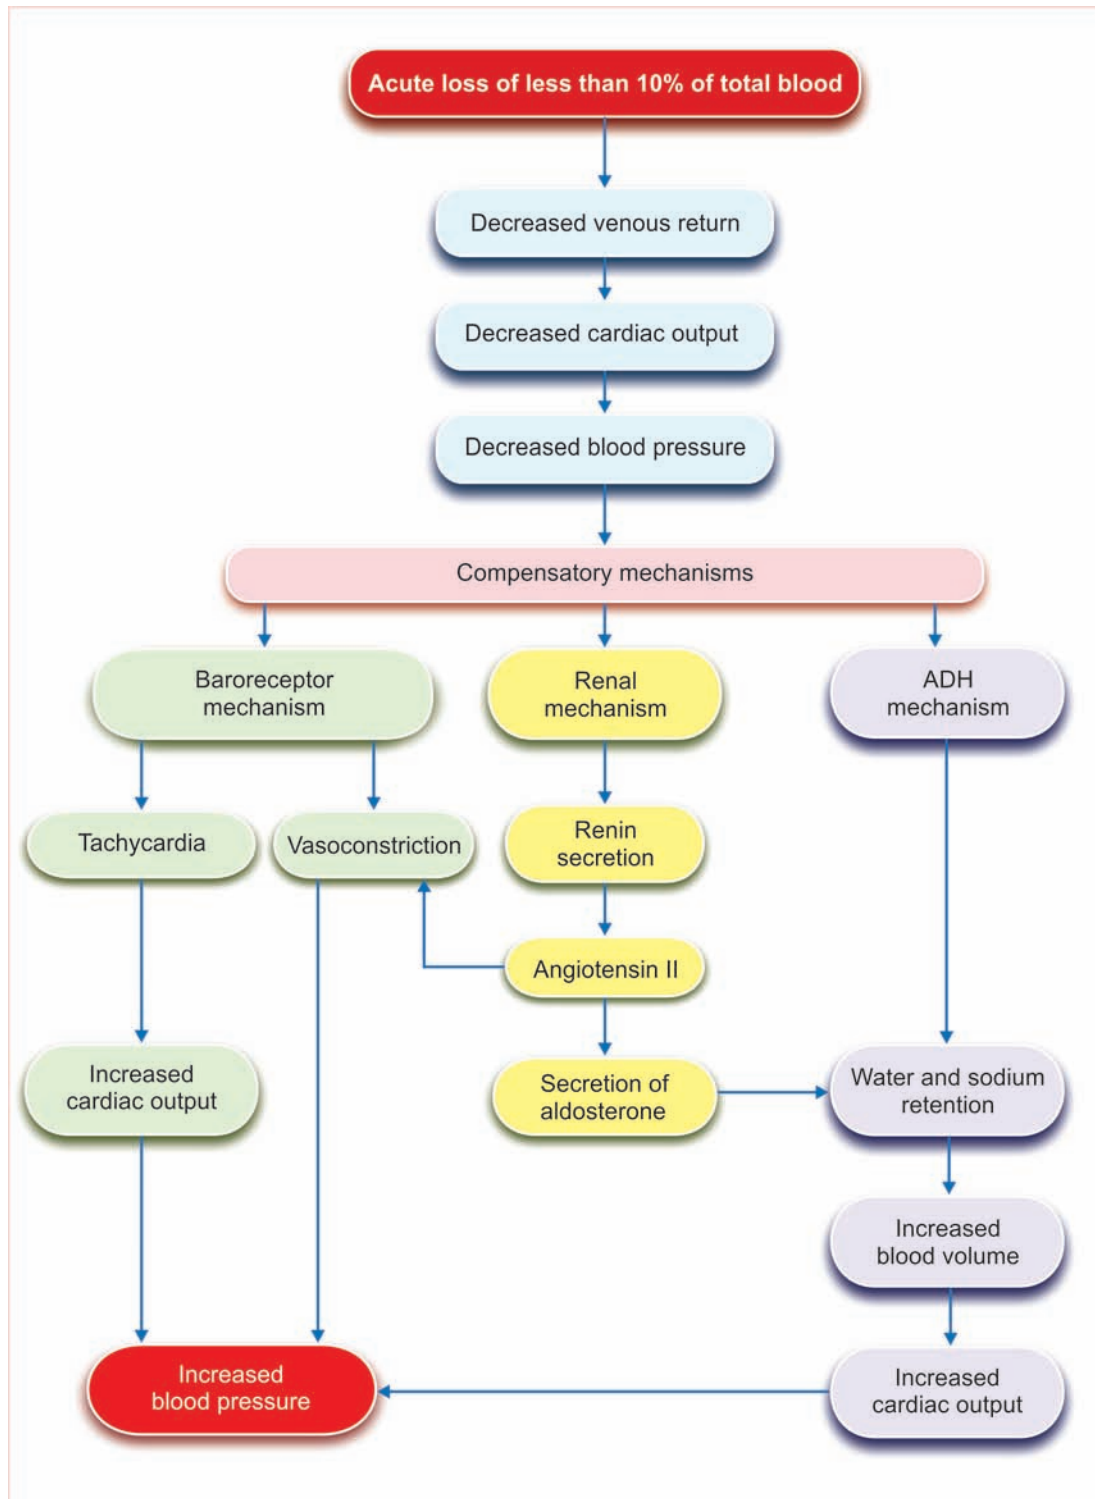 Acute loss of less than 10% of total blood
Decreased venous return
Decreased cardiac output
Decreased blood pressure
Compensatory mechanisms
Baroreceptor
mechanism
Renal
mechanism
ADH
mechanism
Tachycardia
Vasoconstriction
Renin
secretion
Angiotensin II
Increased
cardiac output
Secretion of
aldosterone
Water and sodium
retention
Increased
blood volume
Increased
blood pressure
Increased
cardiac output